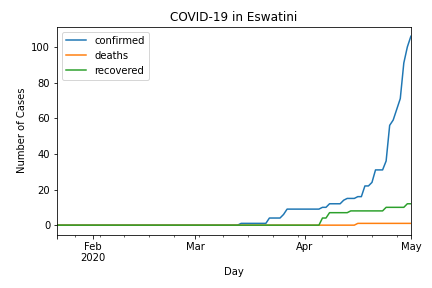 COVID-19 in Eswatini
confirmed
deaths
recovered
Number of Cases
100
80
60
40
20
0
Feb
2020
Mar
Apr
May
Day